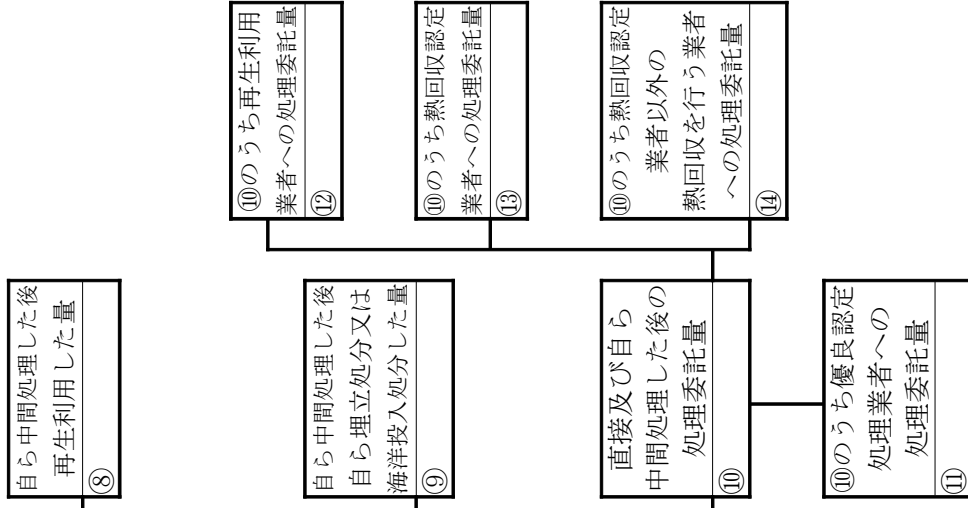 自ら中間処理した後
再生利用した量
⑧
自ら中間処理した後
自ら埋立処分又は
海洋投入処分した量
⑨
直接及び自ら
中間処理した後の
処理委託量
⑩
⑩のうち優良認定
処理業者への
処理委託量
⑪
⑩のうち再生利用
業者への処理委託量
⑫
⑩のうち熱回収認定
業者への処理委託量
⑬
⑩のうち熱回収認定
業者以外の
熱回収を行う業者
への処理委託量
⑭